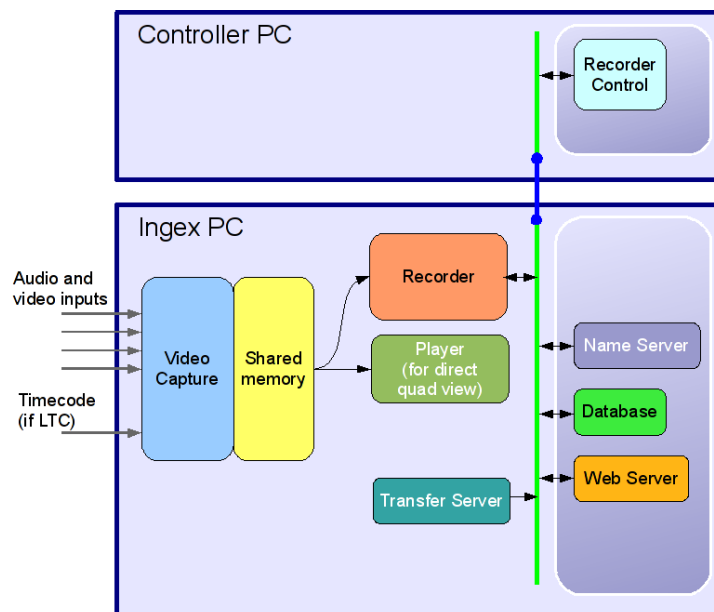 Controller PC
Recorder
Control
Ingex PC
Audio and
video inputs
Timecode
(if LTC)
Video
Capture
Shared
memory
Recorder
Player
(for direct
quad view)
Transfer Server
Name Server
Database
Web Server